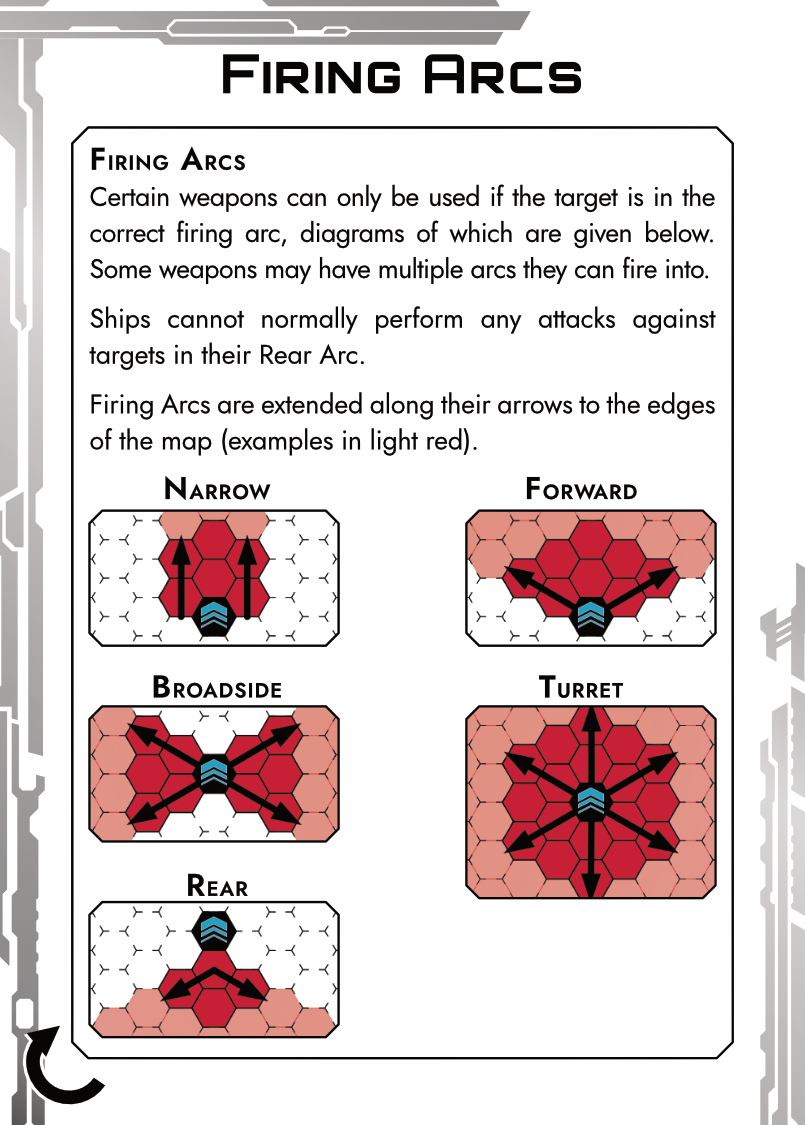 Firing Arcs
Firing Arcs
Certain weapons can only be used if the target is in the
correct firing arc, diagrams of which are given below.
Some weapons may have multiple arcs they can fire into.
Ships cannot normally perform any attacks against
targets in their Rear Arc.
Firing Arcs are extended along their arrows to the edges
of the map (examples in light red).
Narrow
Forward
Broadside
Turret
Rear